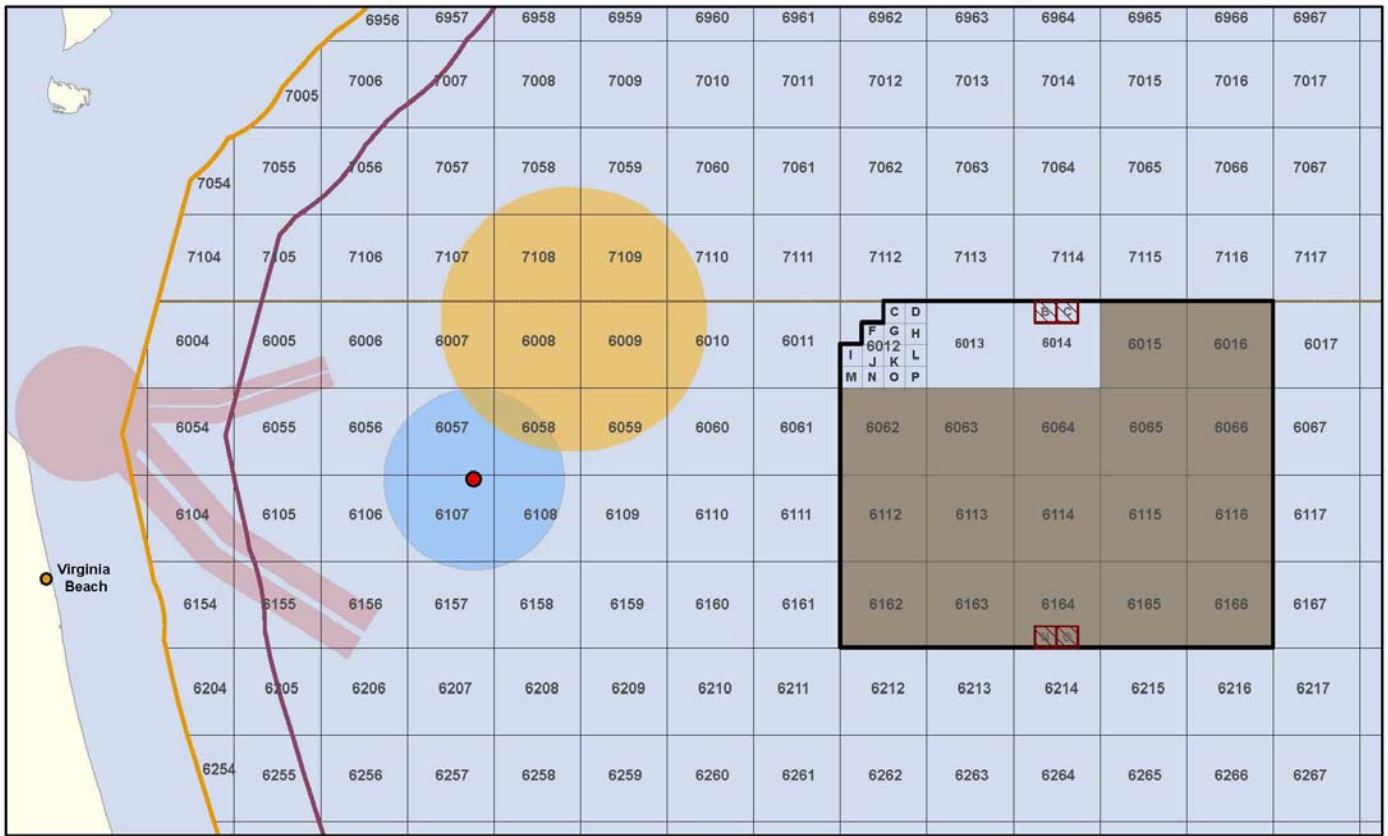 6956 6957 6958 6959 6960 6961 6962 6963 6964 6965 6966 6967
7005 7006 7007 7008 7009 7010 7011 7012 7013 7014 7015 7016 7017
7054 7055 7056 7057 7058 7059 7060 7061 7062 7063 7064 7065 7066 7067
7104 7105 7106 7107 7108 7109 7110 7111 7112 7113 7114 7115 7116 7117
C D B C
6004 6005 6006 6007 6008 6009 6010 6011 6012 6013 6014 6015 6016 6017
F G H
I J K L
M N O P
6054 6055 6056 6057 6058 6059 6060 6061 6062 6063 6064 6065 6066 6067
6104 6105 6106 6107 6108 6109 6110 6111 6112 6113 6114 6115 6116 6117
Virginia
Beach
6154 6155 6156 6157 6158 6159 6160 6161 6162 6163 6164 6165 6166 6167
N O
6204 6205 6206 6207 6208 6209 6210 6211 6212 6213 6214 6215 6216 6217
6254 6255 6256 6257 6258 6259 6260 6261 6262 6263 6264 6265 6266 6267